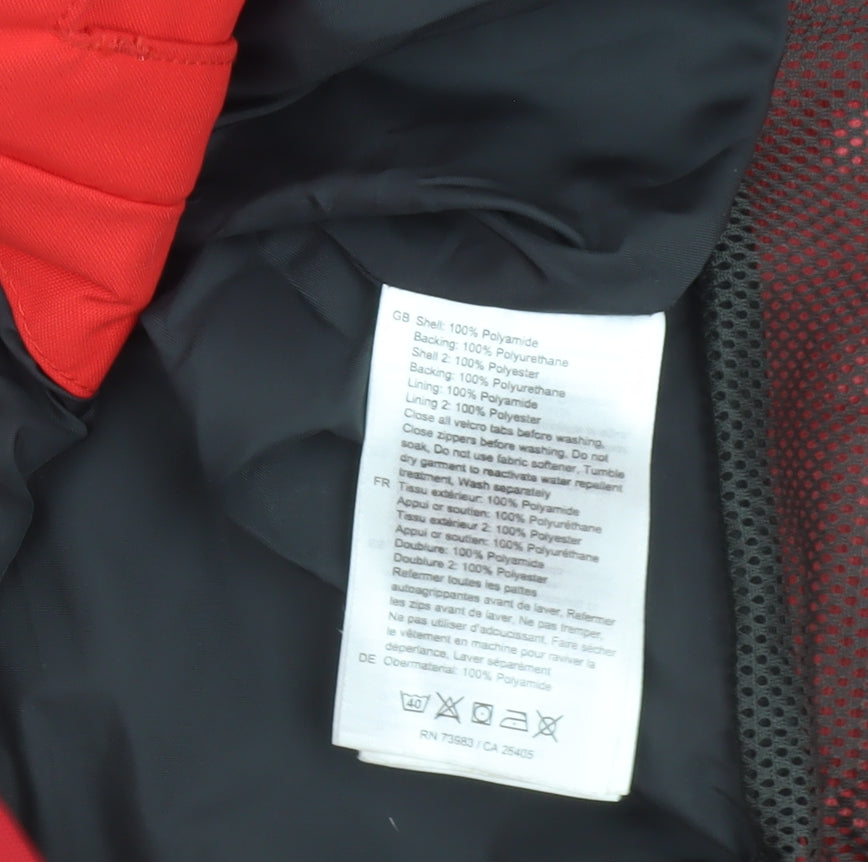 GB Shell: 100% Polyamide
Backing: 100% Polyurethane
Shell 2: 100% Polyester
Backing: 100% Polyurethane
Lining: 100% Polyamide
Lining 2: 100% Polyester
Close all velcro tabs before washing,
Close zippers before washing. Do not
soak, Do not use fabric softener, Tumble
dry garment to reactivate water repellent
treatment, Wash separately
FR Tissu extérieur: 100% Polyamide
Appui or soutien: 100% Polyuréthane
Tissu extérieur 2: 100% Polyester
Appui or soutien: 100% Polyuréthane
Doublure: 100% Polyamide
Doublure 2: 100% Polyester
Refermer toutes les pattes
autoagrippantes avant de laver, Refermer
les zips avant de laver, Ne pas tremper,
Ne pas utiliser d'adoucissant, Faire sécher
le vêtement en machine pour raviver la
déperlance, Laver séparément
DE Obermaterial: 100% Polyamide
40
RN 73983 / CA 26405